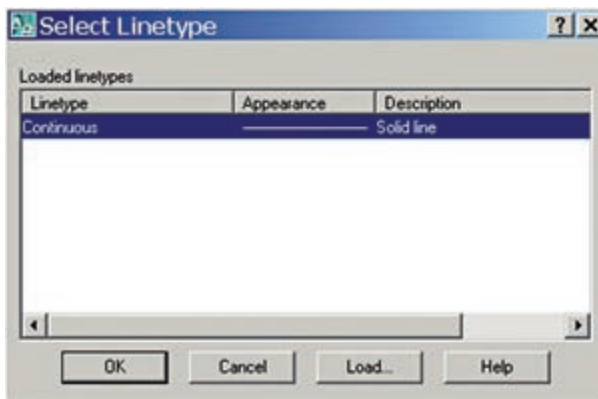 Select Linetype
Loaded linetypes
Linetype Appearance Description
Continuous Solid line
OK Cancel Load... Help